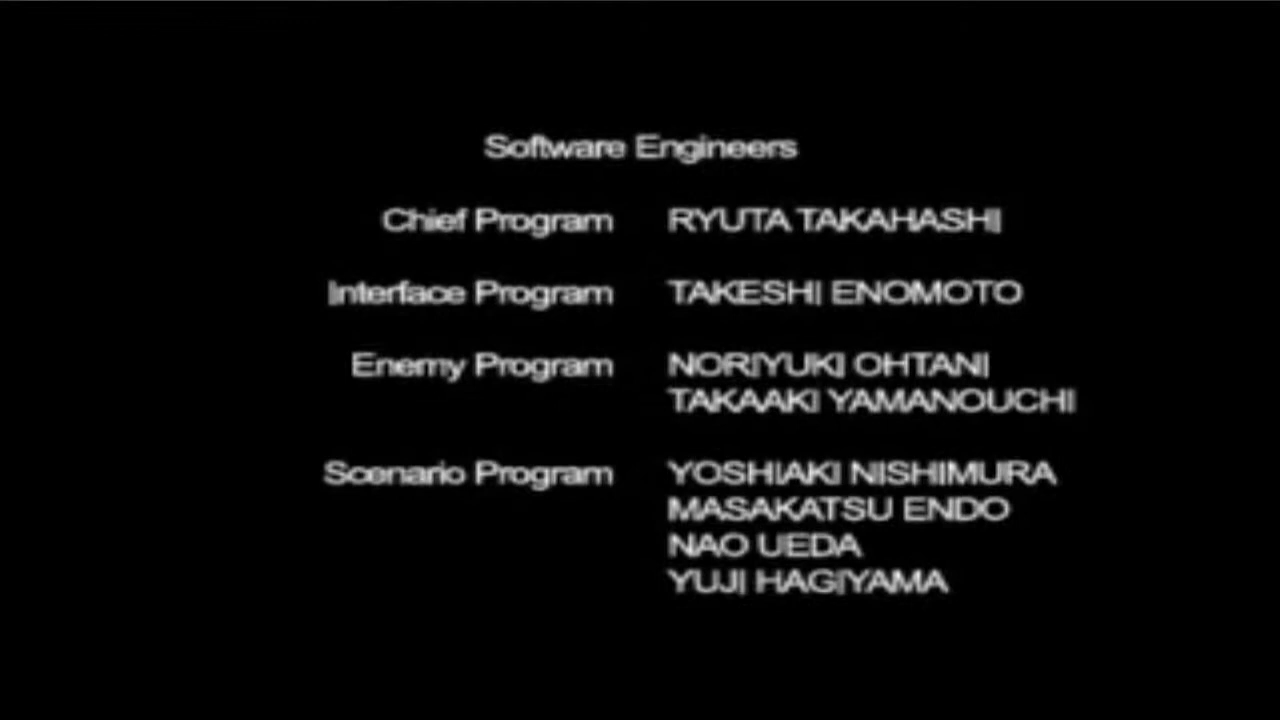 Software Engineers
Chief Program RYUTA TAKAHASHI
Interface Program TAKESHI ENOMOTO
Enemy Program NORIYUKI OHTANI
TAKAAKI YAMANOUCHI
Scenario Program YOSHIAKI NISHIMURA
MASAKATSU ENDO
NAO UEDA
YUJI HAGIYAMA